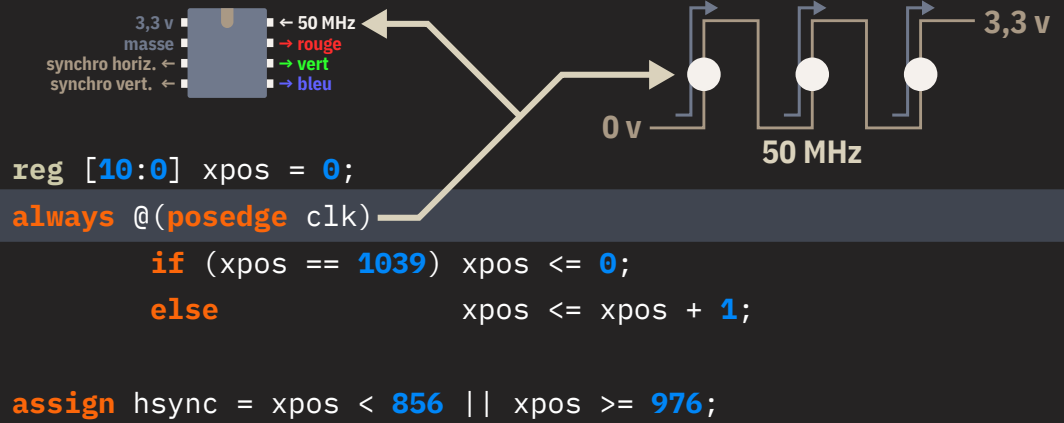 3,3 v ← 50 MHz
masse → rouge
synchro horiz. ← → vert
synchro vert. ← → bleu
3,3 v
0 v
50 MHz
reg [10:0] xpos = 0;
always @(posedge clk)
if (xpos == 1039) xpos <= 0;
else xpos <= xpos + 1;
assign hsync = xpos < 856 || xpos >= 976;